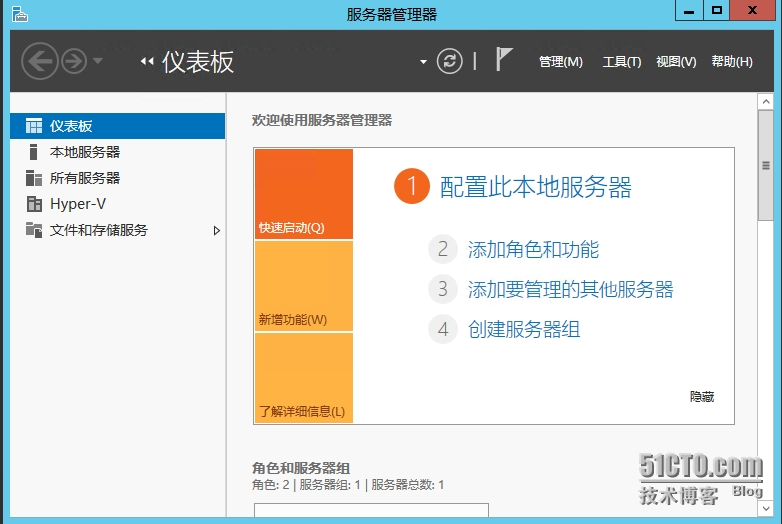 服务器管理器
仪表板
管理(M) 工具(T) 视图(V) 帮助(H)
仪表板
本地服务器
所有服务器
Hyper-V
文件和存储服务
欢迎使用服务器管理器
快速启动(Q)
新增功能(W)
了解详细信息(L)
1 配置此本地服务器
2 添加角色和功能
3 添加要管理的其他服务器
4 创建服务器组
隐藏
角色和服务器组
角色: 2 | 服务器组: 1 | 服务器总数: 1
51CTO.com
技术博客 Blog